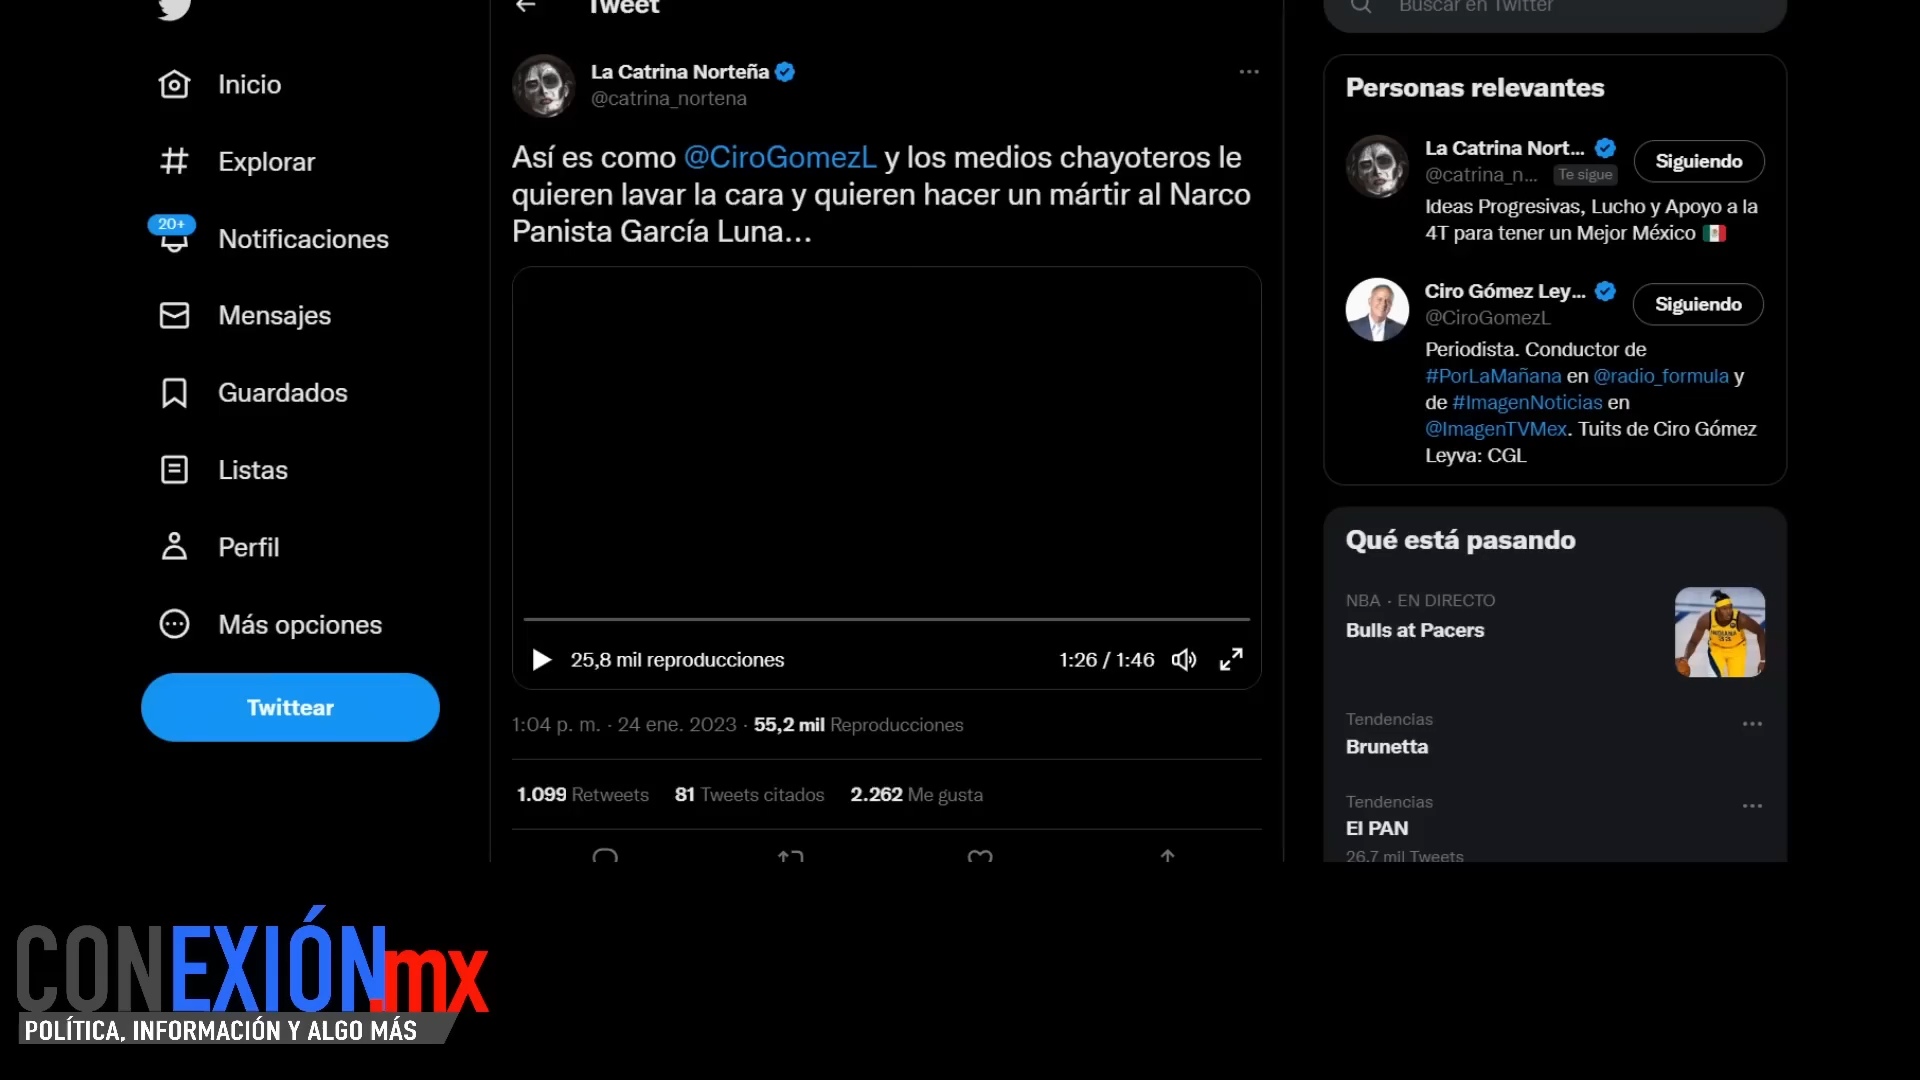 Inicio
Explorar
20+
Notificaciones
Mensajes
Guardados
Listas
Perfil
Más opciones
Twittear
Tweet
La Catrina Norteña
@catrina_nortena
Así es como @CiroGomezL y los medios chayoteros le
quieren lavar la cara y quieren hacer un mártir al Narco
Panista García Luna...
25,8 mil reproducciones
1:26 / 1:46
1:04 p. m. · 24 ene. 2023 · 55,2 mil Reproducciones
1.099 Retweets 81 Tweets citados 2.262 Me gusta
Buscar en Twitter
Personas relevantes
La Catrina Nort...
Siguiendo
@catrina_n... Te sigue
Ideas Progresivas, Lucho y Apoyo a la
4T para tener un Mejor México
Ciro Gómez Ley...
Siguiendo
@CiroGomezL
Periodista. Conductor de
#PorLaMañana en @radio_formula y
de #ImagenNoticias en
@ImagenTVMex. Tuits de Ciro Gómez
Leyva: CGL
Qué está pasando
NBA · EN DIRECTO
Bulls at Pacers
INDIANA
33
Tendencias
Brunetta
Tendencias
El PAN
26,7 mil Tweets
CONEXIÓN.mx
POLÍTICA, INFORMACIÓN Y ALGO MÁS